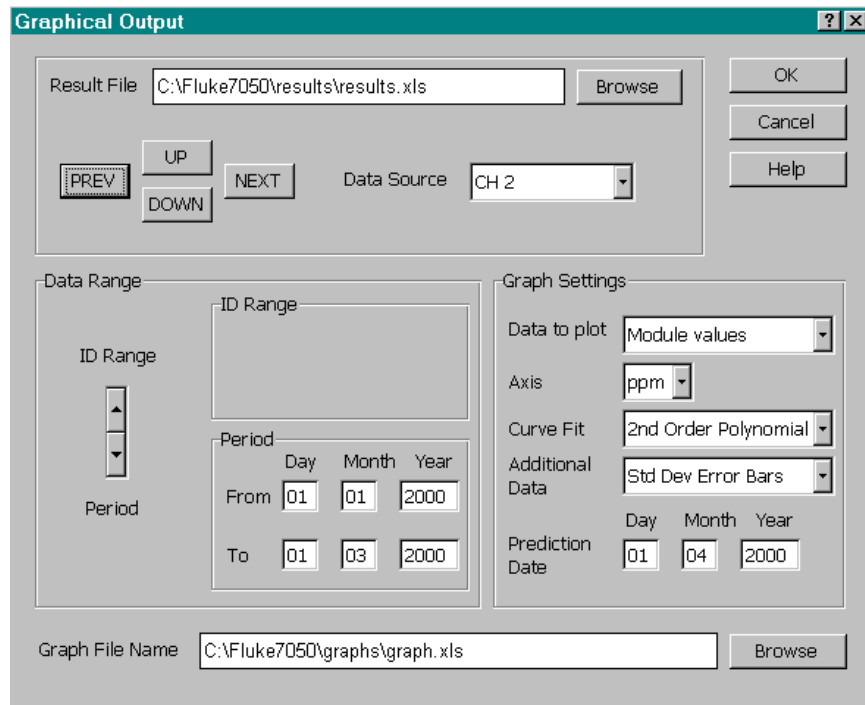 Graphical Output
Result File C:\Fluke7050\results\results.xls Browse
OK
Cancel
Help
PREV
UP
DOWN
NEXT
Data Source CH 2
Data Range
ID Range
Period
ID Range
Period
Day Month Year
From 01 01 2000
To 01 03 2000
Graph Settings
Data to plot Module values
Axis ppm
Curve Fit 2nd Order Polynomial
Additional Data Std Dev Error Bars
Day Month Year
Prediction Date 01 04 2000
Graph File Name C:\Fluke7050\graphs\graph.xls Browse